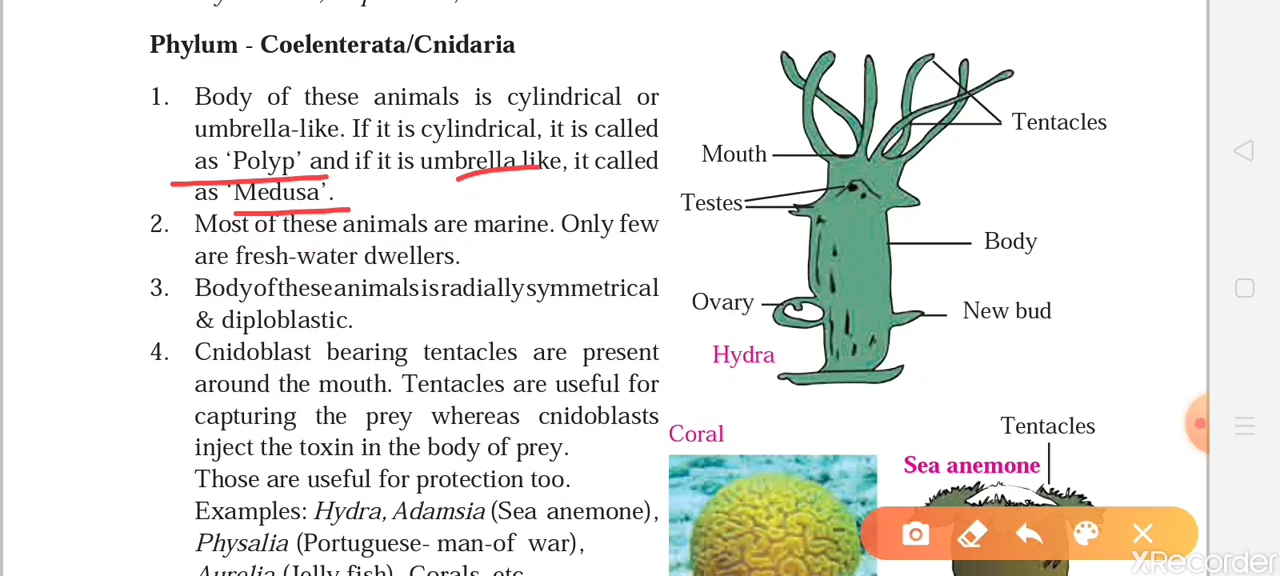 Phylum - Coelenterata/Cnidaria
1. Body of these animals is cylindrical or
umbrella-like. If it is cylindrical, it is called
as ‘Polyp’ and if it is umbrella like, it called
as ‘Medusa’.
2. Most of these animals are marine. Only few
are fresh-water dwellers.
3. Body of these animals is radially symmetrical
& diploblastic.
4. Cnidoblast bearing tentacles are present
around the mouth. Tentacles are useful for
capturing the prey whereas cnidoblasts
inject the toxin in the body of prey.
Those are useful for protection too.
Examples: Hydra, Adamsia (Sea anemone),
Physalia (Portuguese- man-of war),
Aurelia (Jelly fish), Corals, etc.
Tentacles
Mouth
Testes
Body
Ovary
New bud
Hydra
Coral
Tentacles
Sea anemone
XRecorder